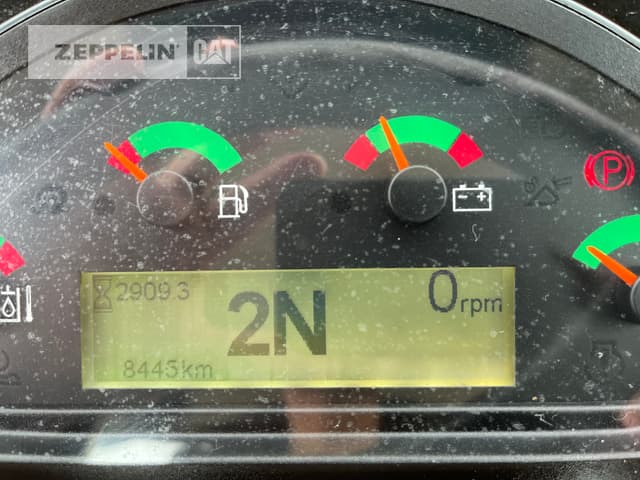 ZEPPELIN CAT
P
2909.3
2N
0rpm
8445km